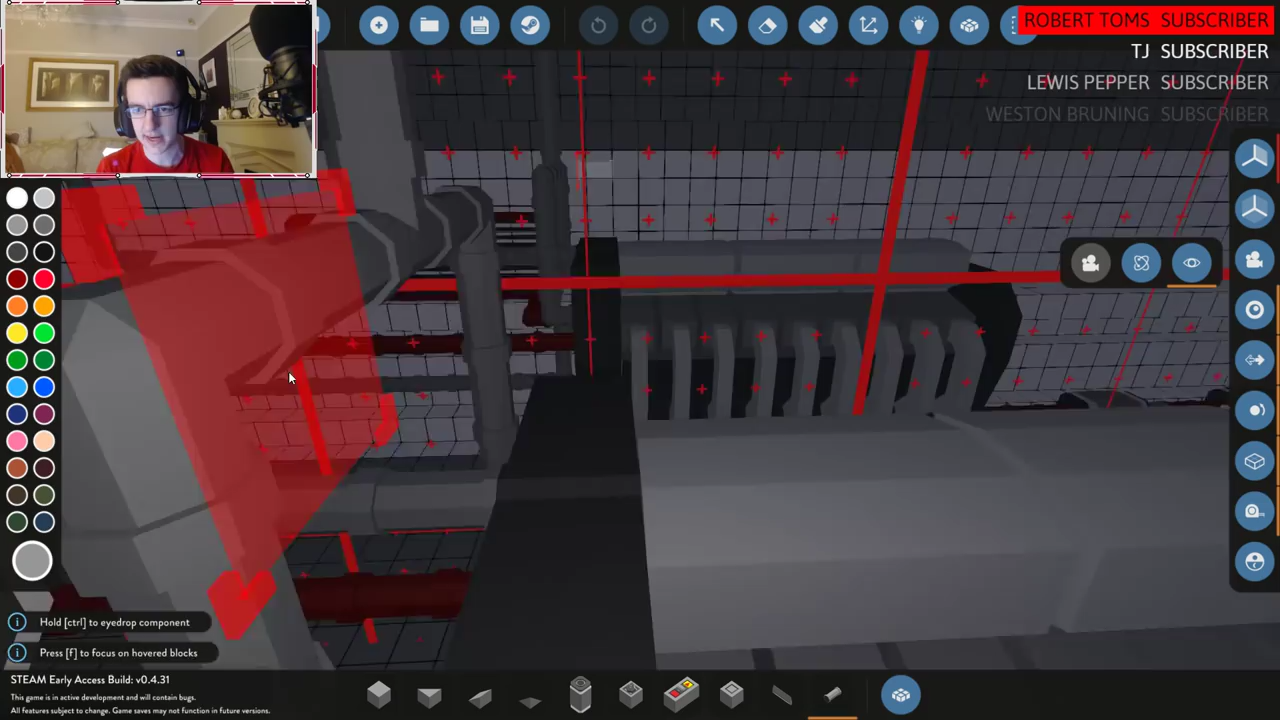 ROBERT TOMS SUBSCRIBER
TJ SUBSCRIBER
LEWIS PEPPER SUBSCRIBER
WESTON BRUNING SUBSCRIBER
Hold [ctrl] to eyedrop component
Press [f] to focus on hovered blocks
STEAM Early Access Build: v0.4.31
This game is in active development and will contain bugs.
All features subject to change. Game saves may not function in future versions.